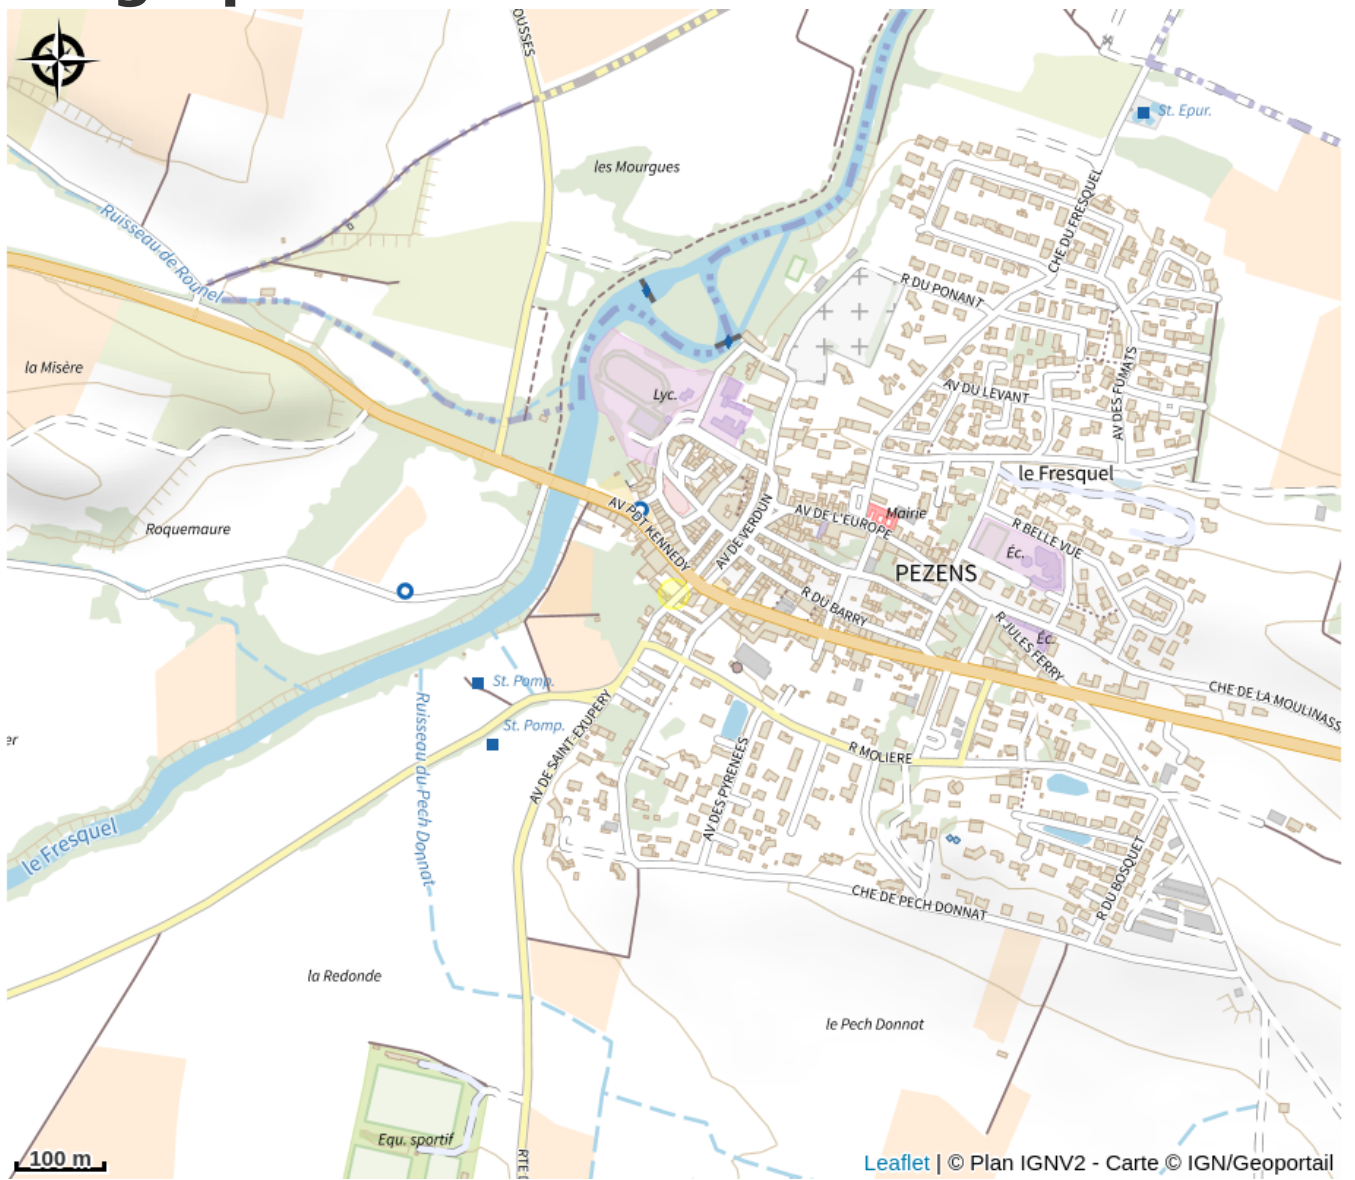 OUSSES
St. Epur.
les Mourgues
CHE DU FRESQUEL
Ruisseau de Rounel
R DU PONANT
la Misère
Lyc.
AV DU LEVANT
AV DES FUMATS
le Fresquel
AV PDT KENNEDY
AV DE VERDUN
AV DE L'EUROPE
Mairie
Roquemaure
R BELLE VUE
Éc.
PEZENS
R DU BARRY
R JULES FERRY
Éc.
St. Pomp.
CHE DE LA MOULINASS
St. Pomp.
er
Ruisseau du Pech Donnat
AV DE SAINT-EXUPERY
R MOLIERE
AV DES PYRENEES
le Fresquel
R DU BOSQUET
CHE DE PECH DONNAT
la Redonde
le Pech Donnat
Equ. sportif
RTE D
100 m
Leaflet | © Plan IGNV2 - Carte © IGN/Geoportail